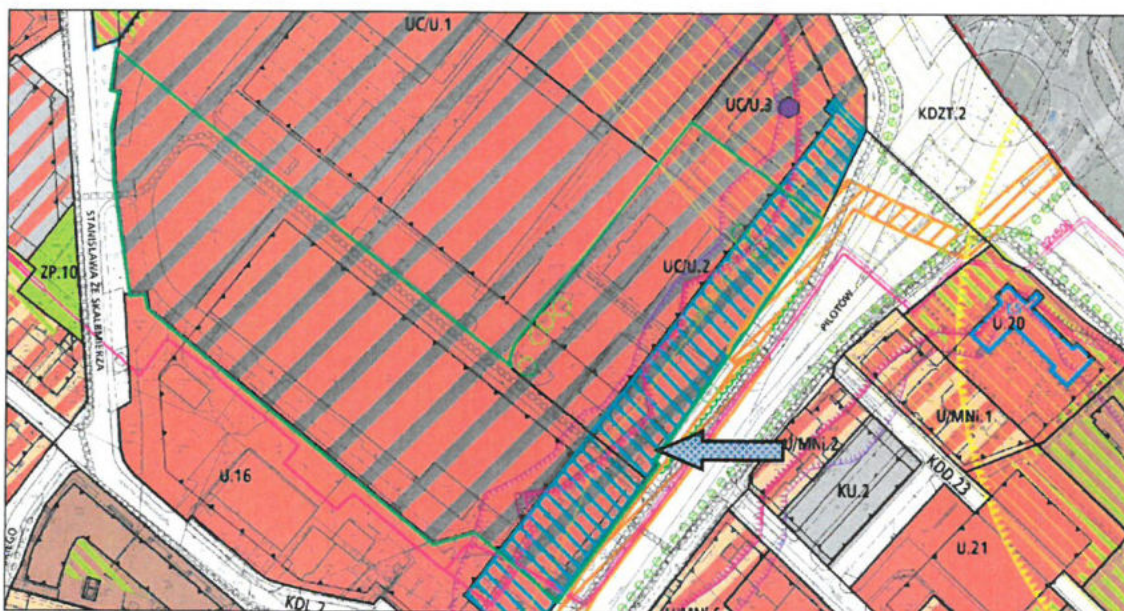 UC/U.1
UC/U.3
KDZT.2
STANISŁAWA ZE SKALBMIERZA
ZP.10
UC/U.2
PILOTÓW
U.20
U/MNi.1
U/MNi.2
KU.2
KDD.23
U.16
U.21
KDL.7